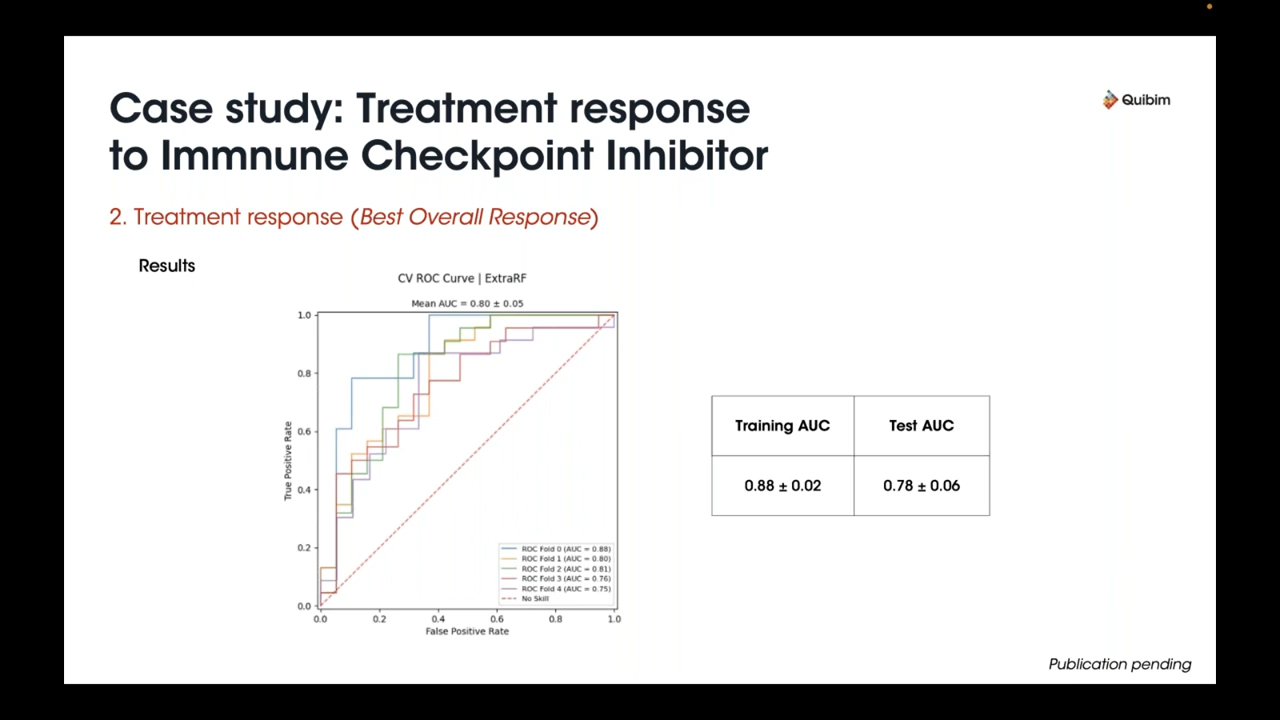 Case study: Treatment response
to Immnune Checkpoint Inhibitor
Quibim
2. Treatment response (Best Overall Response)
Results
CV ROC Curve | ExtraRF
Mean AUC = 0.80 ± 0.05
1.0
0.8
0.6
0.4
0.2
0.0
True Positive Rate
ROC Fold 0 (AUC = 0.88)
ROC Fold 1 (AUC = 0.80)
ROC Fold 2 (AUC = 0.81)
ROC Fold 3 (AUC = 0.76)
ROC Fold 4 (AUC = 0.75)
No Skill
0.0 0.2 0.4 0.6 0.8 1.0
False Positive Rate
Training AUC Test AUC
0.88 ± 0.02 0.78 ± 0.06
Publication pending